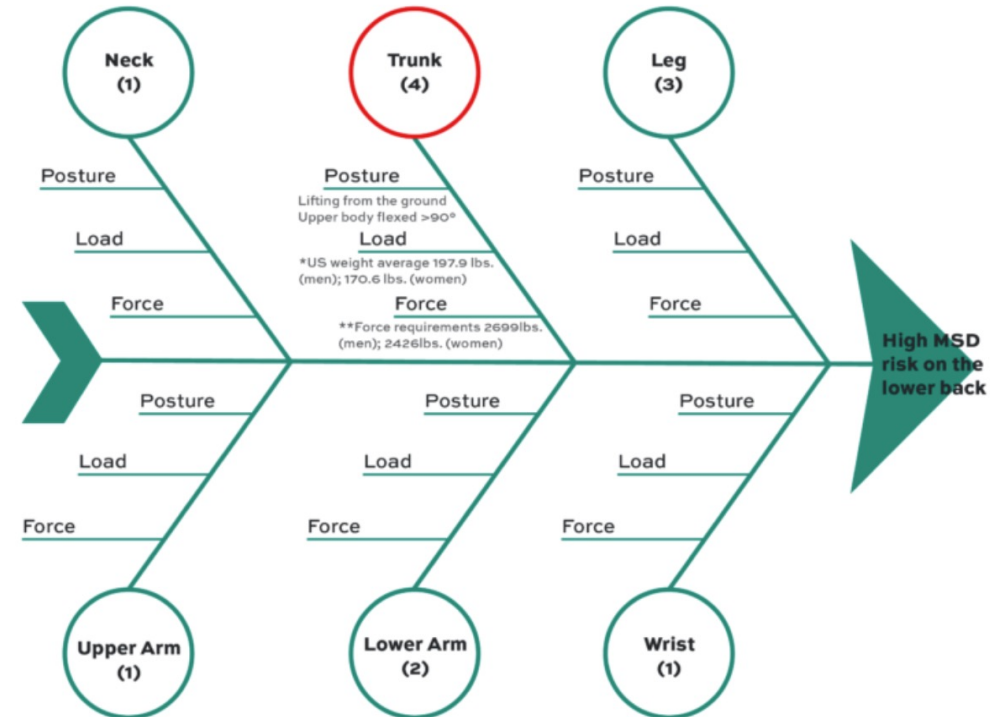 Neck
(1)
Trunk
(4)
Leg
(3)
Posture
Load
Force
Posture
Lifting from the ground
Upper body flexed >90°
Load
*US weight average 197.9 lbs.
(men); 170.6 lbs. (women)
Force
**Force requirements 2699lbs.
(men); 2426lbs. (women)
Posture
Load
Force
High MSD
risk on the
lower back
Posture
Load
Force
Posture
Load
Force
Posture
Load
Force
Upper Arm
(1)
Lower Arm
(2)
Wrist
(1)